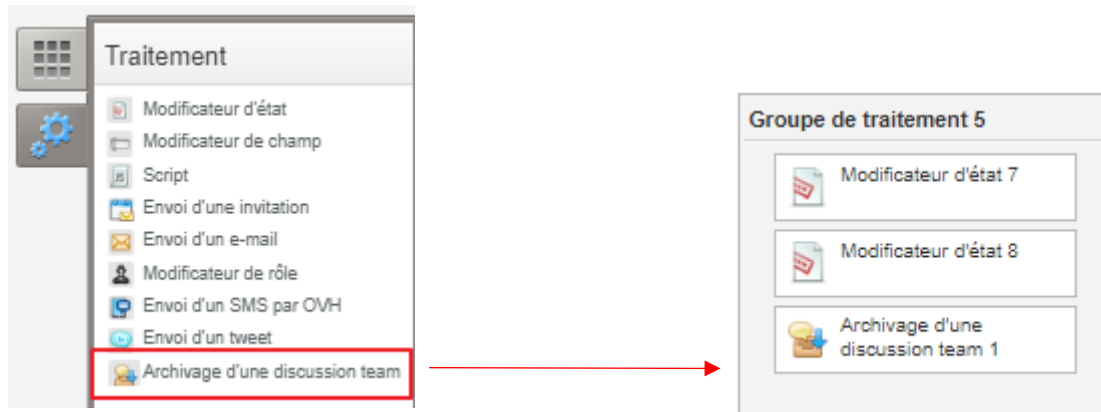 Traitement
Modificateur d'état
Modificateur de champ
Script
Envoi d'une invitation
Envoi d'un e-mail
Modificateur de rôle
Envoi d'un SMS par OVH
Envoi d'un tweet
Archivage d'une discussion team
Groupe de traitement 5
Modificateur d'état 7
Modificateur d'état 8
Archivage d'une
discussion team 1